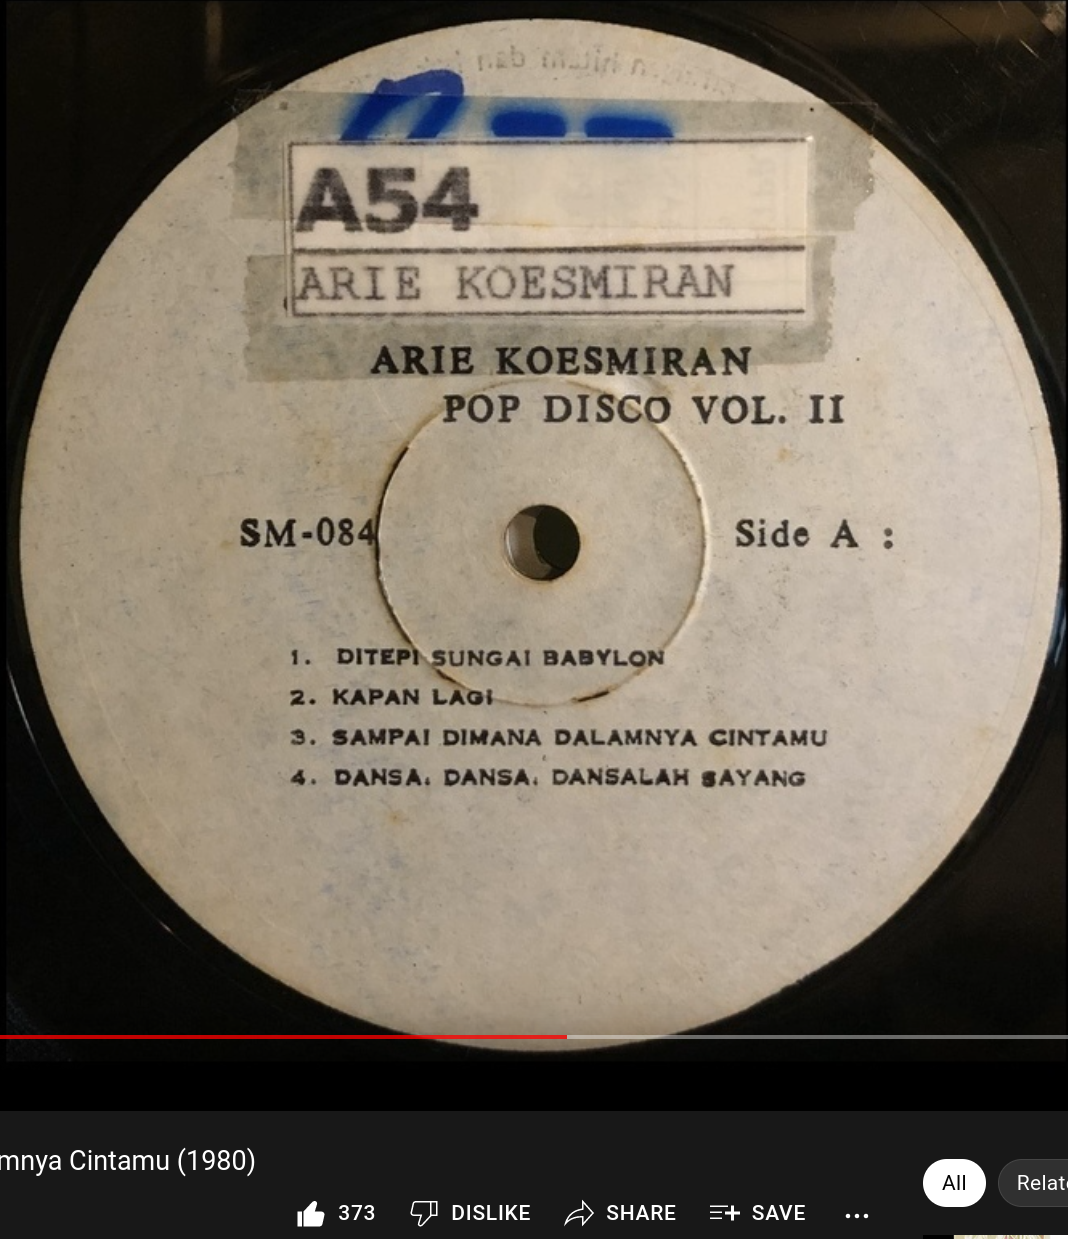 hitam dan
A54
ARIE KOESMIRAN
ARIE KOESMIRAN
POP DISCO VOL. II
SM-084
Side A :
1. DITEPI SUNGAI BABYLON
2. KAPAN LAGI
3. SAMPAI DIMANA DALAMNYA CINTAMU
4. DANSA, DANSA, DANSALAH SAYANG
mnya Cintamu (1980)
All
Relat
373
DISLIKE
SHARE
SAVE